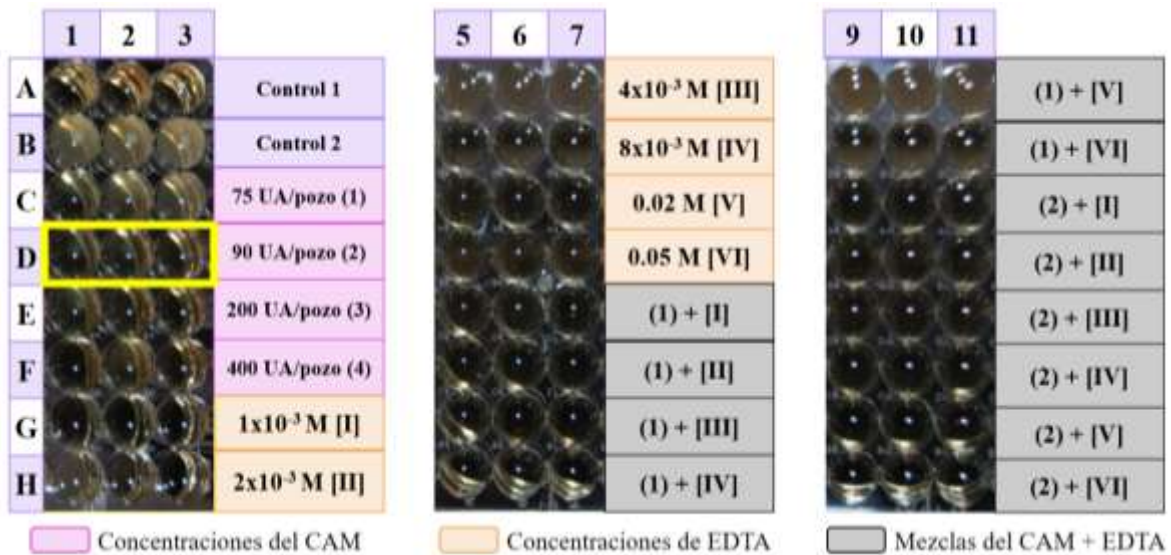 1 2 3
A Control 1
B Control 2
C 75 UA/pozo (1)
D 90 UA/pozo (2)
E 200 UA/pozo (3)
F 400 UA/pozo (4)
G 1x10⁻³ M [I]
H 2x10⁻³ M [II]
5 6 7
4x10⁻³ M [III]
8x10⁻³ M [IV]
0.02 M [V]
0.05 M [VI]
(1) + [I]
(1) + [II]
(1) + [III]
(1) + [IV]
9 10 11
(1) + [V]
(1) + [VI]
(2) + [I]
(2) + [II]
(2) + [III]
(2) + [IV]
(2) + [V]
(2) + [VI]
Concentraciones del CAM
Concentraciones de EDTA
Mezclas del CAM + EDTA